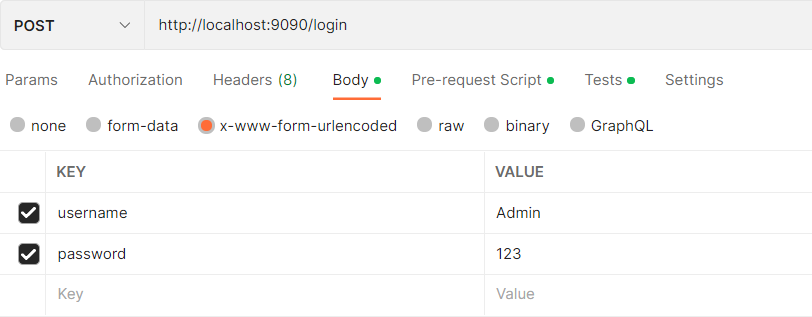 POST http://localhost:9090/login
Params Authorization Headers (8) Body Pre-request Script Tests Settings
none form-data x-www-form-urlencoded raw binary GraphQL
KEY VALUE
username Admin
password 123
Key Value